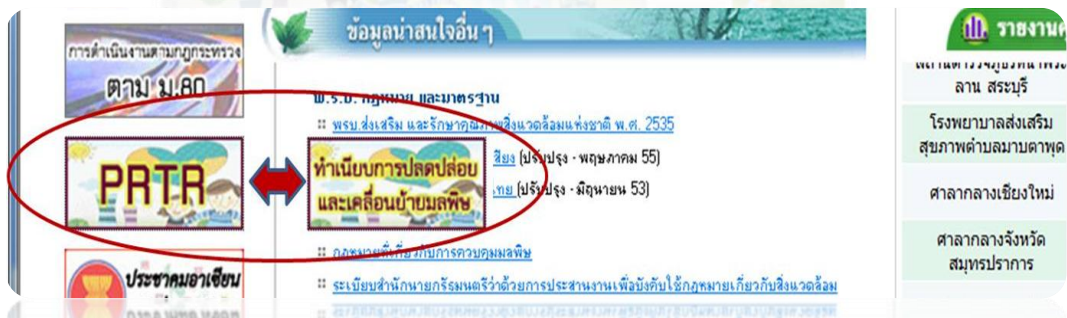 การดำเนินงานตามกฎกระทรวง
ตาม ม.80
PRTR
ประชาคมอาเซียน
ข้อมูลน่าสนใจอื่น ๆ
พ.ร.บ. กฎหมาย และมาตรฐาน
พรบ.ส่งเสริม และรักษาคุณภาพสิ่งแวดล้อมแห่งชาติ พ.ศ. 2535
เสียง (ปรับปรุง - พฤษภาคม 55)
ไทย (ปรับปรุง - มิถุนายน 53)
ทำเนียบการปลดปล่อย
และเคลื่อนย้ายมลพิษ
กฎหมายที่เกี่ยวกับการควบคุมมลพิษ
ระเบียบสำนักนายกรัฐมนตรีว่าด้วยการประสานงานเพื่อบังคับใช้กฎหมายเกี่ยวกับสิ่งแวดล้อม
รายงาน
ลาน สระบุรี
โรงพยาบาลส่งเสริม
สุขภาพตำบลมาบตาพุด
ศาลากลางเชียงใหม่
ศาลากลางจังหวัด
สมุทรปราการ